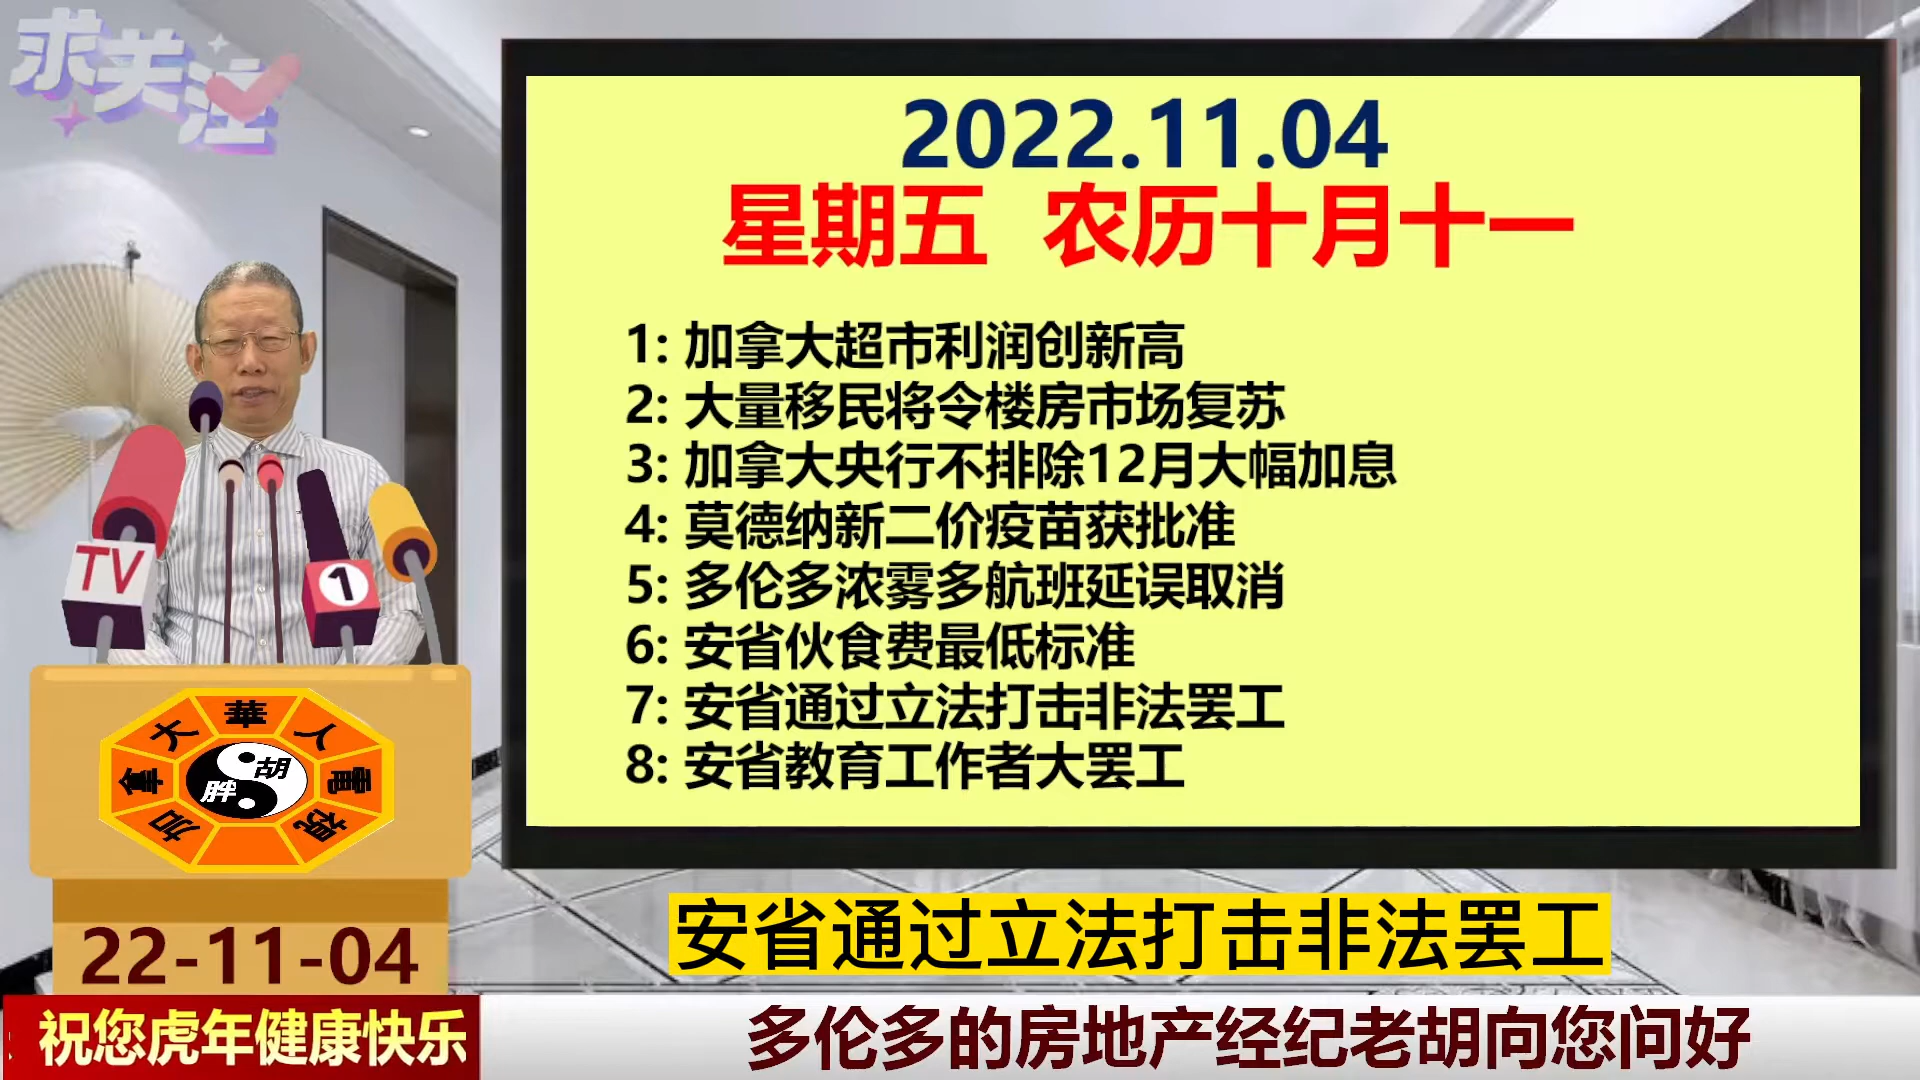 求关注
2022.11.04
星期五 农历十月十一
1: 加拿大超市利润创新高
2: 大量移民将令楼房市场复苏
3: 加拿大央行不排除12月大幅加息
4: 莫德纳新二价疫苗获批准
5: 多伦多浓雾多航班延误取消
6: 安省伙食费最低标准
7: 安省通过立法打击非法罢工
8: 安省教育工作者大罢工
TV
1
加拿大華人電視
胖胡
22-11-04
安省通过立法打击非法罢工
祝您虎年健康快乐
多伦多的房地产经纪老胡向您问好